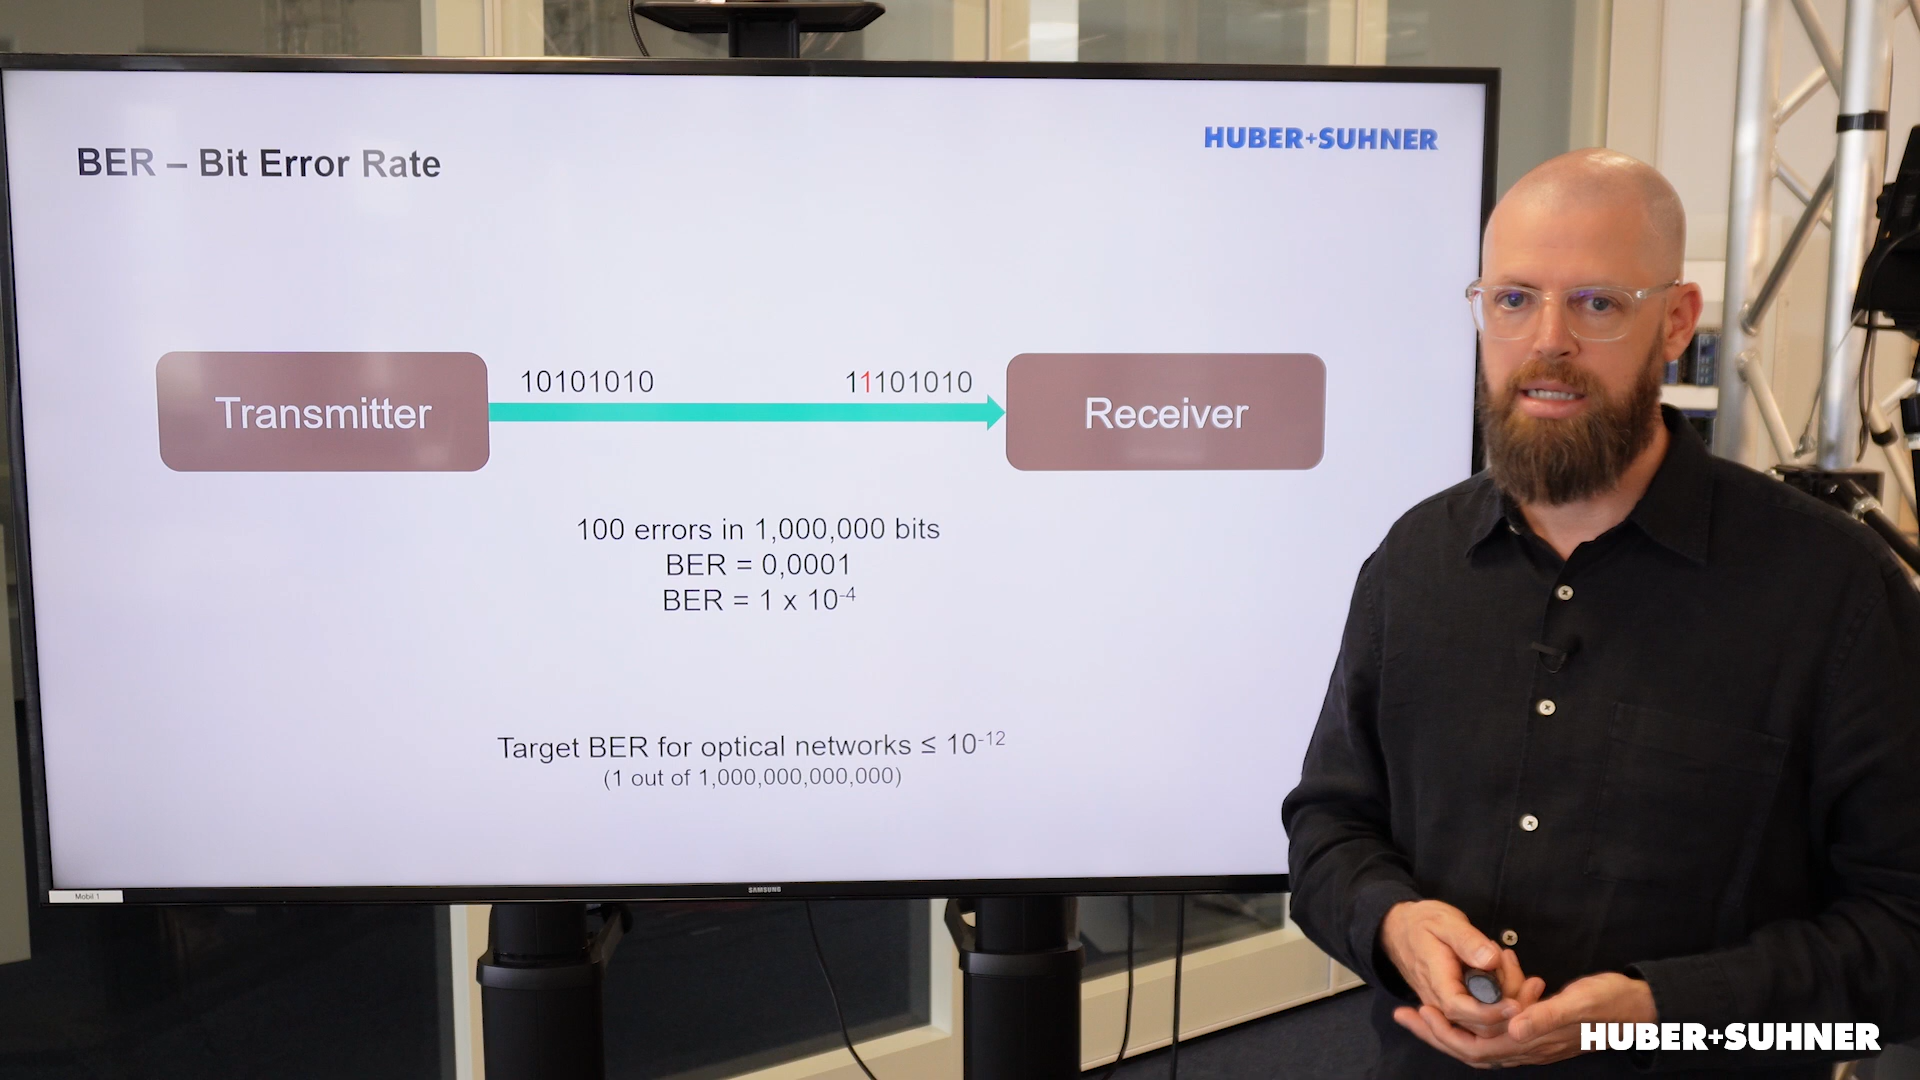 HUBER+SUHNER
BER – Bit Error Rate
10101010
11101010
Transmitter
Receiver
100 errors in 1,000,000 bits
BER = 0,0001
BER = 1 x 10⁻⁴
Target BER for optical networks ≤ 10⁻¹²
(1 out of 1,000,000,000,000)
Mobil 1
SAMSUNG
HUBER+SUHNER